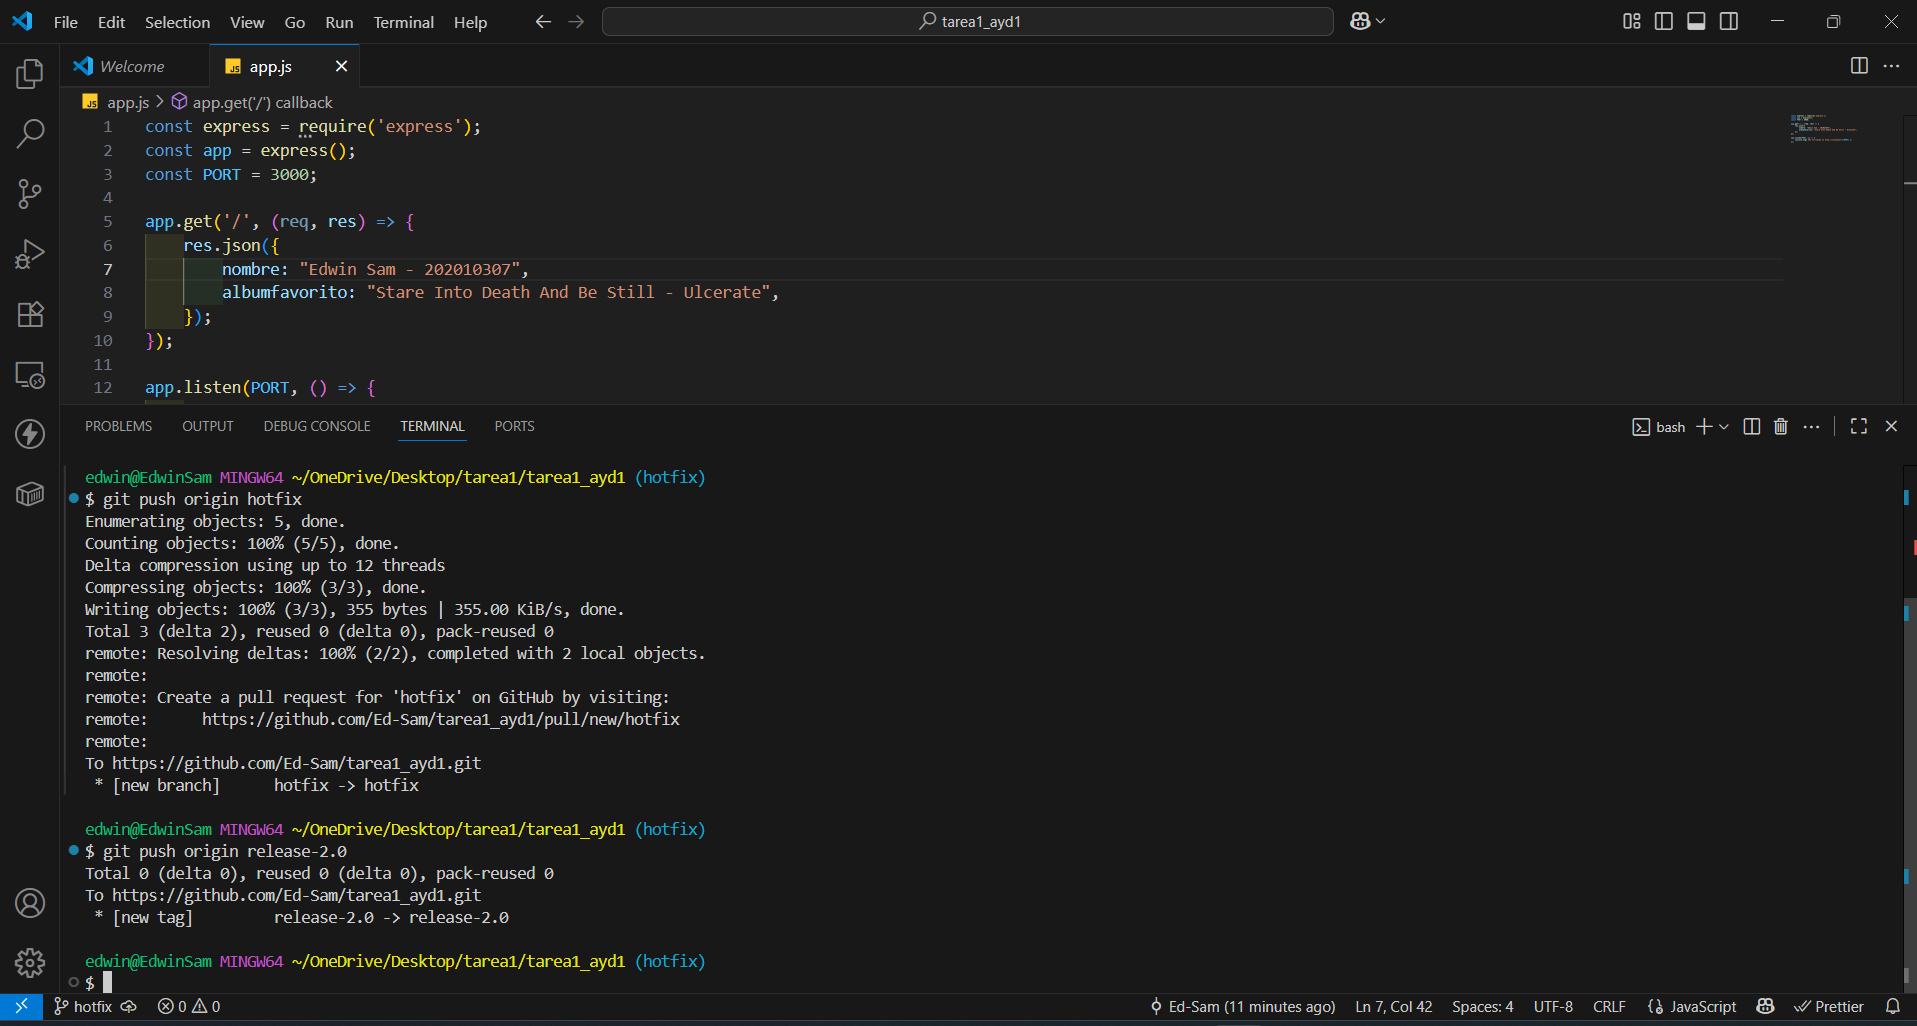 File Edit Selection View Go Run Terminal Help
tarea1_ayd1
Welcome
JS app.js
JS app.js > app.get('/') callback
1 const express = require('express');
2 const app = express();
3 const PORT = 3000;
4
5 app.get('/', (req, res) => {
6 res.json({
7 nombre: "Edwin Sam - 202010307",
8 albumfavorito: "Stare Into Death And Be Still - Ulcerate",
9 });
10 });
11
12 app.listen(PORT, () => {
PROBLEMS OUTPUT DEBUG CONSOLE TERMINAL PORTS
bash
edwin@EdwinSam MINGW64 ~/OneDrive/Desktop/tarea1/tarea1_ayd1 (hotfix)
$ git push origin hotfix
Enumerating objects: 5, done.
Counting objects: 100% (5/5), done.
Delta compression using up to 12 threads
Compressing objects: 100% (3/3), done.
Writing objects: 100% (3/3), 355 bytes | 355.00 KiB/s, done.
Total 3 (delta 2), reused 0 (delta 0), pack-reused 0
remote: Resolving deltas: 100% (2/2), completed with 2 local objects.
remote:
remote: Create a pull request for 'hotfix' on GitHub by visiting:
remote:      https://github.com/Ed-Sam/tarea1_ayd1/pull/new/hotfix
remote:
To https://github.com/Ed-Sam/tarea1_ayd1.git
* [new branch]      hotfix -> hotfix
edwin@EdwinSam MINGW64 ~/OneDrive/Desktop/tarea1/tarea1_ayd1 (hotfix)
$ git push origin release-2.0
Total 0 (delta 0), reused 0 (delta 0), pack-reused 0
To https://github.com/Ed-Sam/tarea1_ayd1.git
* [new tag]         release-2.0 -> release-2.0
edwin@EdwinSam MINGW64 ~/OneDrive/Desktop/tarea1/tarea1_ayd1 (hotfix)
$
hotfix 0 0 Ed-Sam (11 minutes ago) Ln 7, Col 42 Spaces: 4 UTF-8 CRLF {} JavaScript Prettier